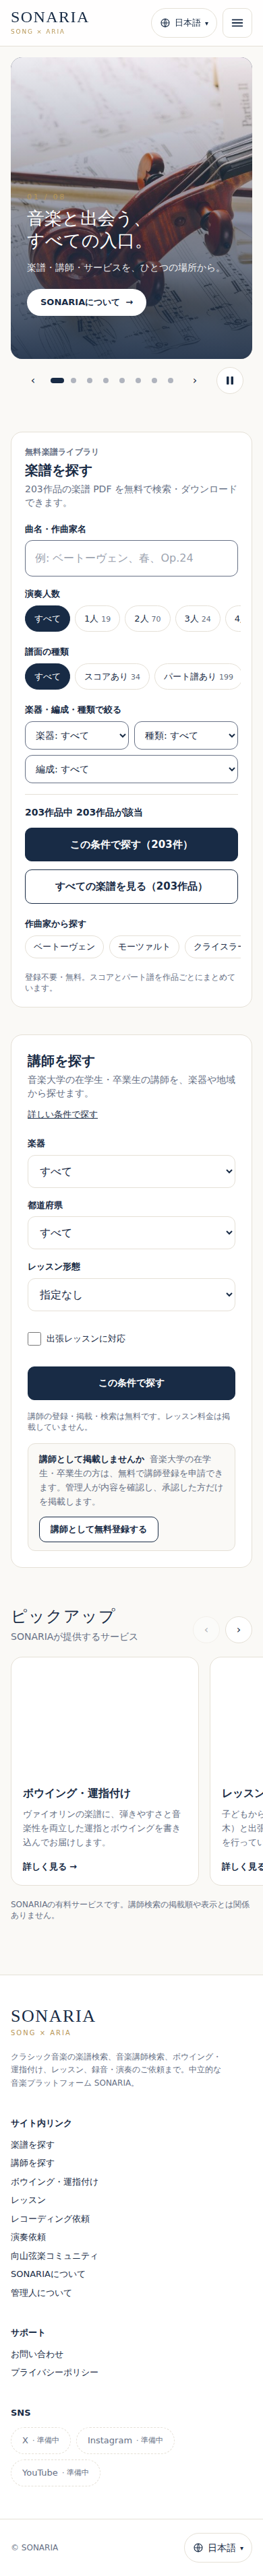 SONARIA
SONG × ARIA
日本語 ▾
音楽と出会う、
すべての入口。
楽譜・講師・サービスを、ひとつの場所から。
SONARIAについて →
‹ ›
無料楽譜ライブラリ
楽譜を探す
203作品の楽譜 PDF を無料で検索・ダウンロード
できます。
曲名・作曲家名
例: ベートーヴェン、春、Op.24
演奏人数
すべて 1人 19 2人 70 3人 24 4
譜面の種類
すべて スコアあり 34 パート譜あり 199
楽器・編成・種類で絞る
楽器: すべて 種類: すべて
編成: すべて
203作品中 203作品が該当
この条件で探す（203件）
すべての楽譜を見る（203作品）
作曲家から探す
ベートーヴェン モーツァルト クライスラー
登録不要・無料。スコアとパート譜を作品ごとにまとめて
います。
講師を探す
音楽大学の在学生・卒業生の講師を、楽器や地域
から探せます。
詳しい条件で探す
楽器
すべて
都道府県
すべて
レッスン形態
指定なし
出張レッスンに対応
この条件で探す
講師の登録・掲載・検索は無料です。レッスン料金は掲
載していません。
講師として掲載しませんか 音楽大学の在学
生・卒業生の方は、無料で講師登録を申請でき
ます。管理人が内容を確認し、承認した方だけ
を掲載します。
講師として無料登録する
ピックアップ
SONARIAが提供するサービス
‹ ›
ボウイング・運指付け
ヴァイオリンの楽譜に、弾きやすさと音
楽性を両立した運指とボウイングを書き
込んでお届けします。
詳しく見る →
レッスン
子どもから
木）と出張
を行ってい
詳しく見る
SONARIAの有料サービスです。講師検索の掲載順や表示とは関係
ありません。
SONARIA
SONG × ARIA
クラシック音楽の楽譜検索、音楽講師検索、ボウイング・
運指付け、レッスン、録音・演奏のご依頼まで。中立的な
音楽プラットフォーム SONARIA。
サイト内リンク
楽譜を探す
講師を探す
ボウイング・運指付け
レッスン
レコーディング依頼
演奏依頼
向山弦楽コミュニティ
SONARIAについて
管理人について
サポート
お問い合わせ
プライバシーポリシー
SNS
X · 準備中 Instagram · 準備中
YouTube · 準備中
© SONARIA
日本語 ▾